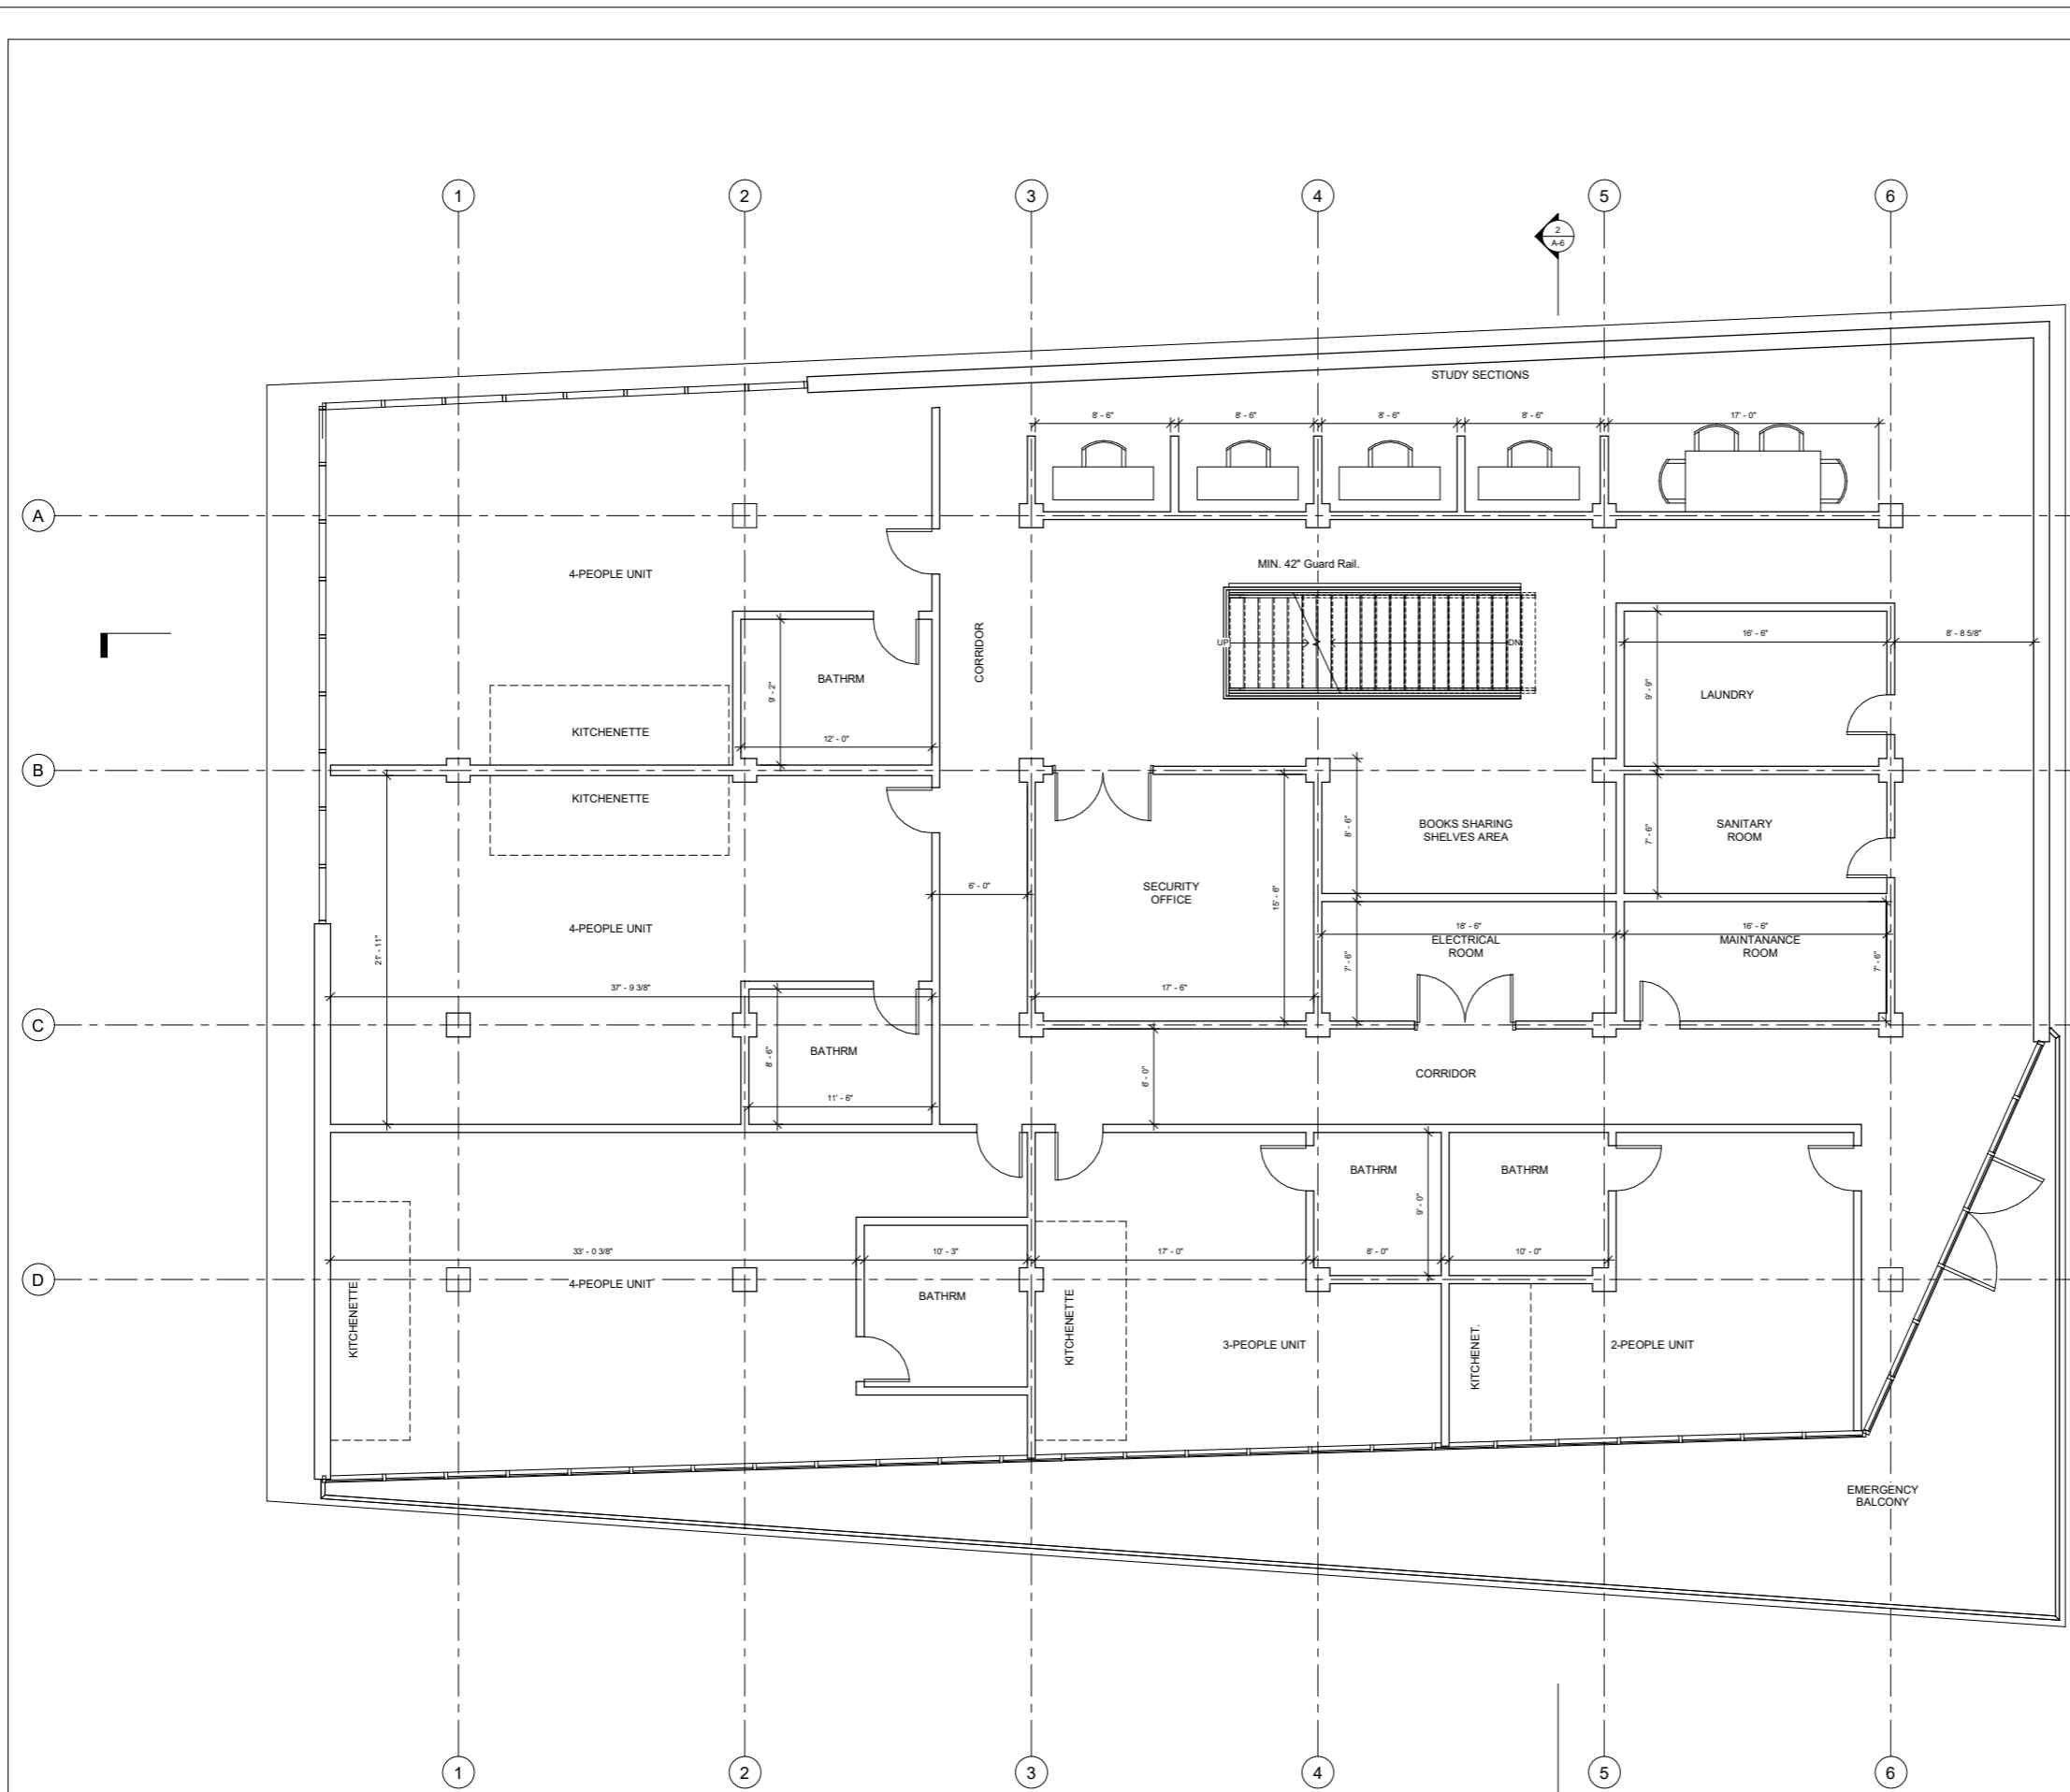 1 2 3 4 5 6
2
A-6
STUDY SECTIONS
8' - 6" 8' - 6" 8' - 6" 8' - 6" 17' - 0"
A
MIN. 42" Guard Rail.
4-PEOPLE UNIT
CORRIDOR
UP
DN
16' - 6" 8' - 8 5/8"
BATHRM
9' - 2"
9' - 9"
LAUNDRY
KITCHENETTE
12' - 0"
B
KITCHENETTE
BOOKS SHARING
SHELVES AREA
8' - 6"
SANITARY
ROOM
7' - 6"
6' - 0"
SECURITY
OFFICE
15' - 6"
4-PEOPLE UNIT
21' - 11"
18' - 6" 16' - 6"
ELECTRICAL
ROOM
7' - 6"
MAINTANANCE
ROOM
7' - 6"
37' - 9 3/8" 17' - 6"
C
BATHRM
8' - 6"
11' - 6"
6' - 0"
CORRIDOR
BATHRM
9' - 0"
BATHRM
33' - 0 3/8" 10' - 3" 17' - 0" 8' - 0" 10' - 0"
D
4-PEOPLE UNIT
KITCHENETTE
BATHRM
KITCHENETTE
3-PEOPLE UNIT
KITCHENET.
2-PEOPLE UNIT
EMERGENCY
BALCONY
1 2 3 4 5 6